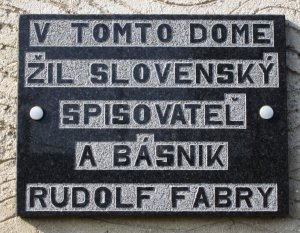 V TOMTO DOME
ŽIL SLOVENSKÝ
SPISOVATEĽ
A BÁSNIK
RUDOLF FABRY